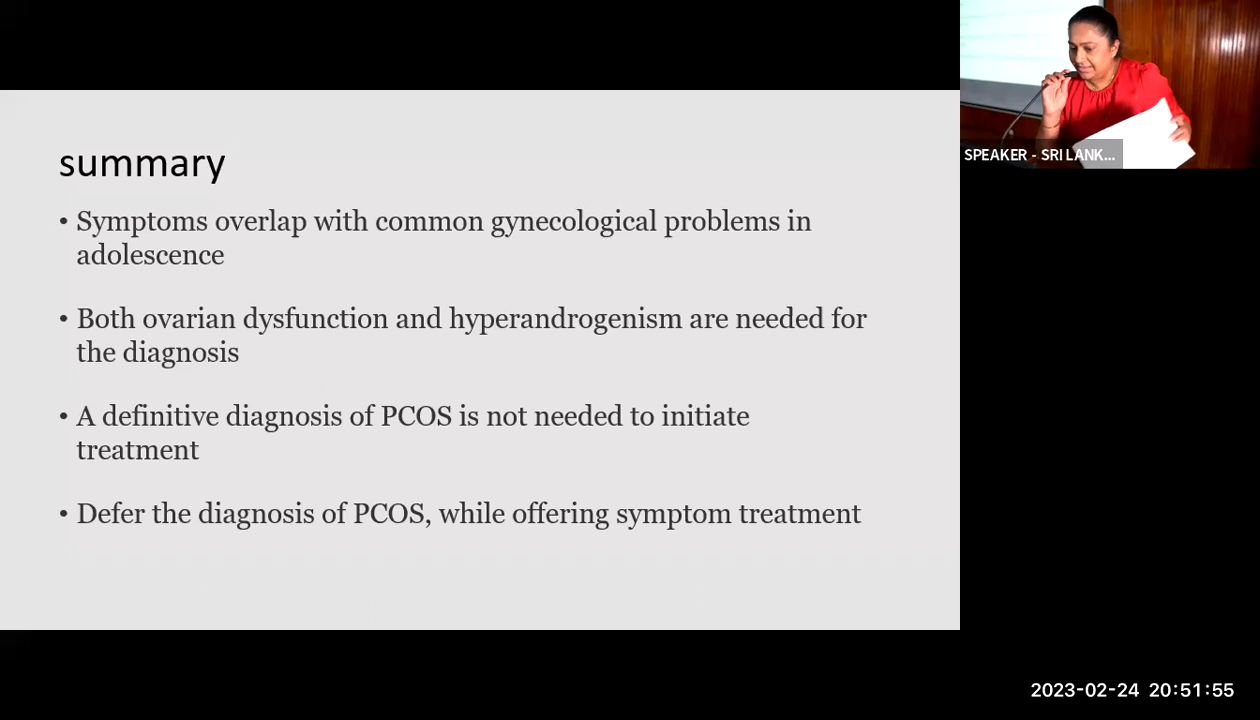 summary
• Symptoms overlap with common gynecological problems in
adolescence
• Both ovarian dysfunction and hyperandrogenism are needed for
the diagnosis
• A definitive diagnosis of PCOS is not needed to initiate
treatment
• Defer the diagnosis of PCOS, while offering symptom treatment
SPEAKER - SRI LANK...
2023-02-24 20:51:55